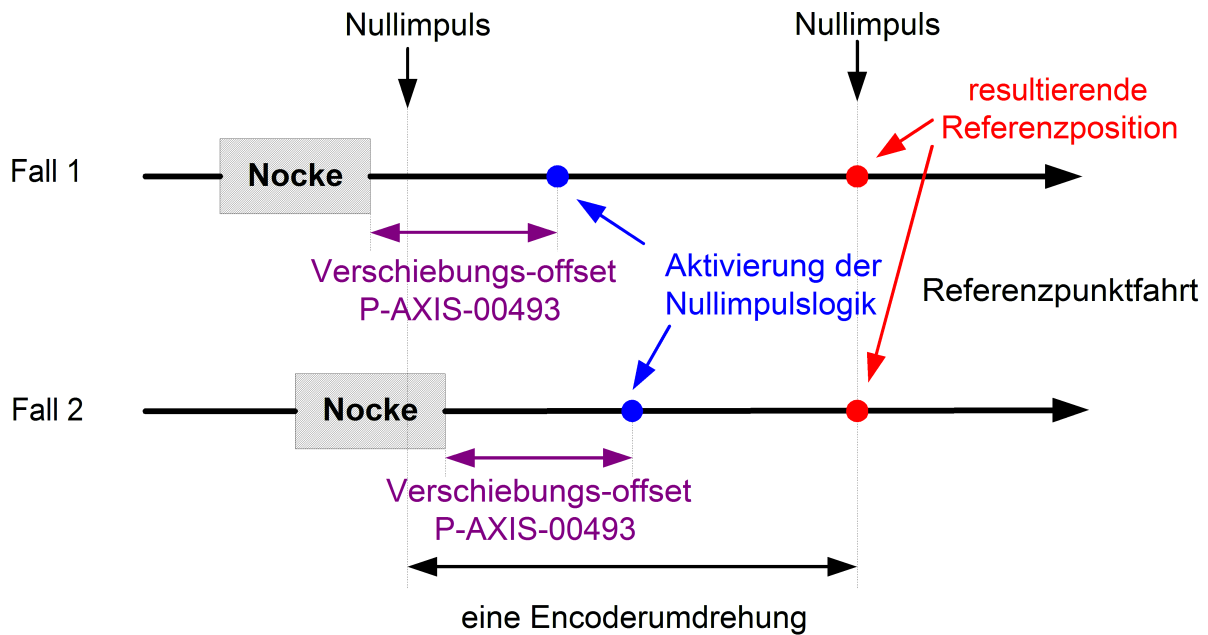 Nullimpuls
Nullimpuls
resultierende
Referenzposition
Fall 1
Nocke
Verschiebungs-offset
P-AXIS-00493
Aktivierung der
Nullimpulslogik
Referenzpunktfahrt
Fall 2
Nocke
Verschiebungs-offset
P-AXIS-00493
eine Encoderumdrehung